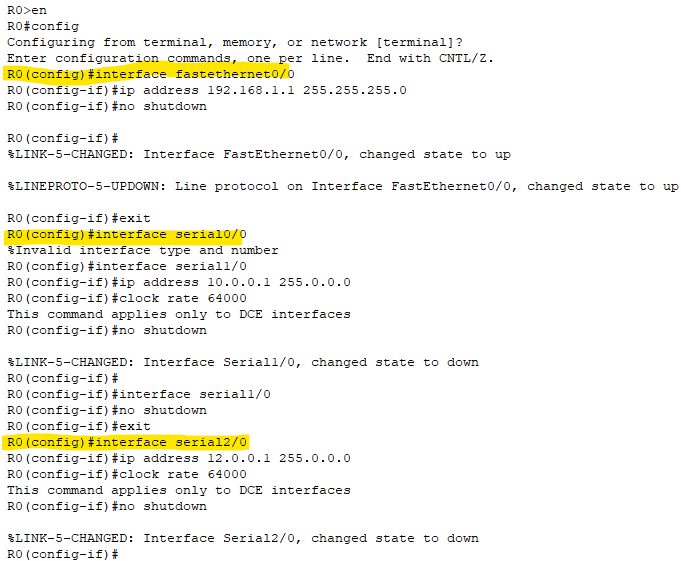 R0>en
R0#config
Configuring from terminal, memory, or network [terminal]?
Enter configuration commands, one per line.  End with CNTL/Z.
R0(config)#interface fastethernet0/0
R0(config-if)#ip address 192.168.1.1 255.255.255.0
R0(config-if)#no shutdown
R0(config-if)#
%LINK-5-CHANGED: Interface FastEthernet0/0, changed state to up
%LINEPROTO-5-UPDOWN: Line protocol on Interface FastEthernet0/0, changed state to up
R0(config-if)#exit
R0(config)#interface serial0/0
%Invalid interface type and number
R0(config)#interface serial1/0
R0(config-if)#ip address 10.0.0.1 255.0.0.0
R0(config-if)#clock rate 64000
This command applies only to DCE interfaces
R0(config-if)#no shutdown
%LINK-5-CHANGED: Interface Serial1/0, changed state to down
R0(config-if)#
R0(config-if)#interface serial1/0
R0(config-if)#no shutdown
R0(config-if)#exit
R0(config)#interface serial2/0
R0(config-if)#ip address 12.0.0.1 255.0.0.0
R0(config-if)#clock rate 64000
This command applies only to DCE interfaces
R0(config-if)#no shutdown
%LINK-5-CHANGED: Interface Serial2/0, changed state to down
R0(config-if)#